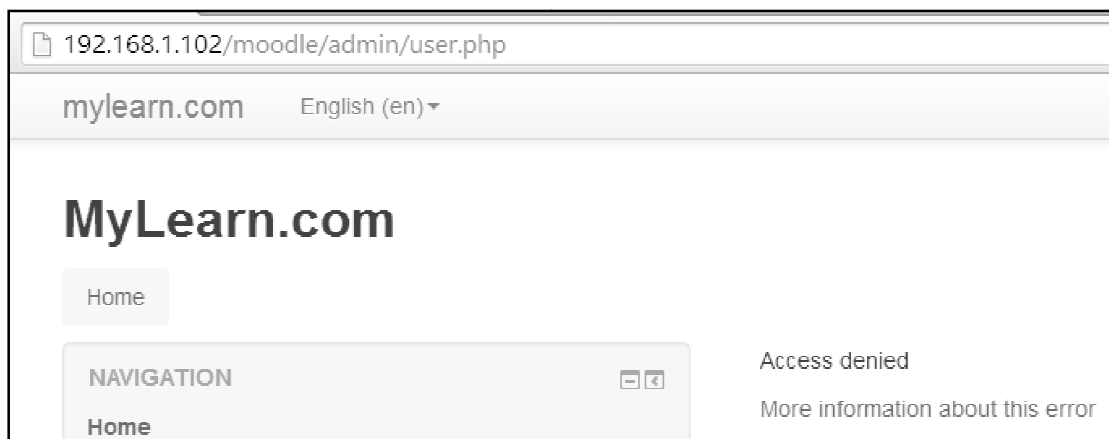 192.168.1.102/moodle/admin/user.php
mylearn.com English (en)
MyLearn.com
Home
NAVIGATION
Home
Access denied
More information about this error